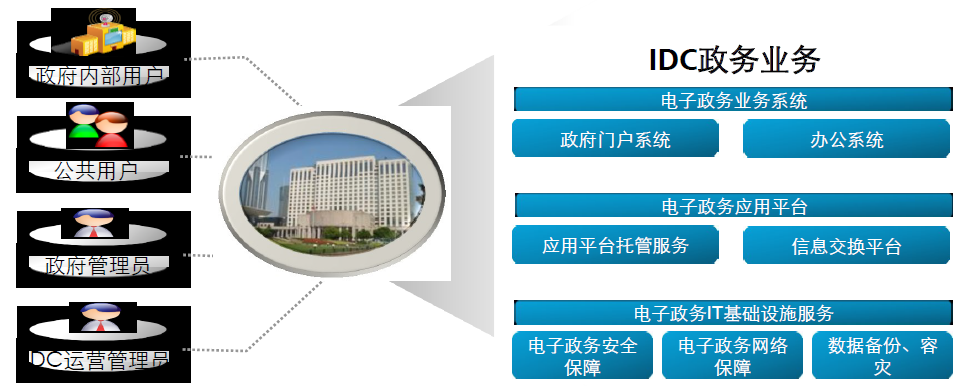 政府内部用户
公共用户
政府管理员
DC运营管理员
IDC政务业务
电子政务业务系统
政府门户系统
办公系统
电子政务应用平台
应用平台托管服务
信息交换平台
电子政务IT基础设施服务
电子政务安全
保障
电子政务网络
保障
数据备份、容
灾